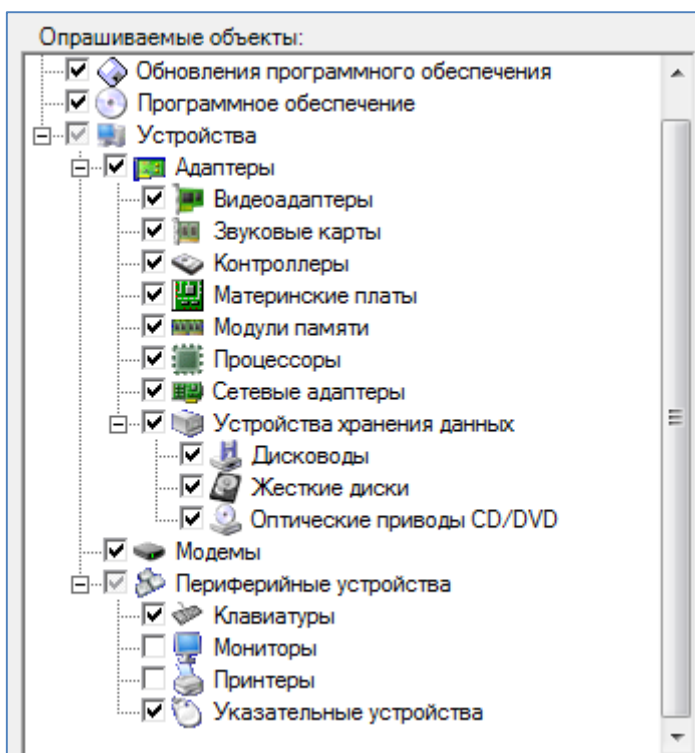 Опрашиваемые объекты:
Обновления программного обеспечения
Программное обеспечение
Устройства
Адаптеры
Видеоадаптеры
Звуковые карты
Контроллеры
Материнские платы
Модули памяти
Процессоры
Сетевые адаптеры
Устройства хранения данных
Дисководы
Жесткие диски
Оптические приводы CD/DVD
Модемы
Периферийные устройства
Клавиатуры
Мониторы
Принтеры
Указательные устройства